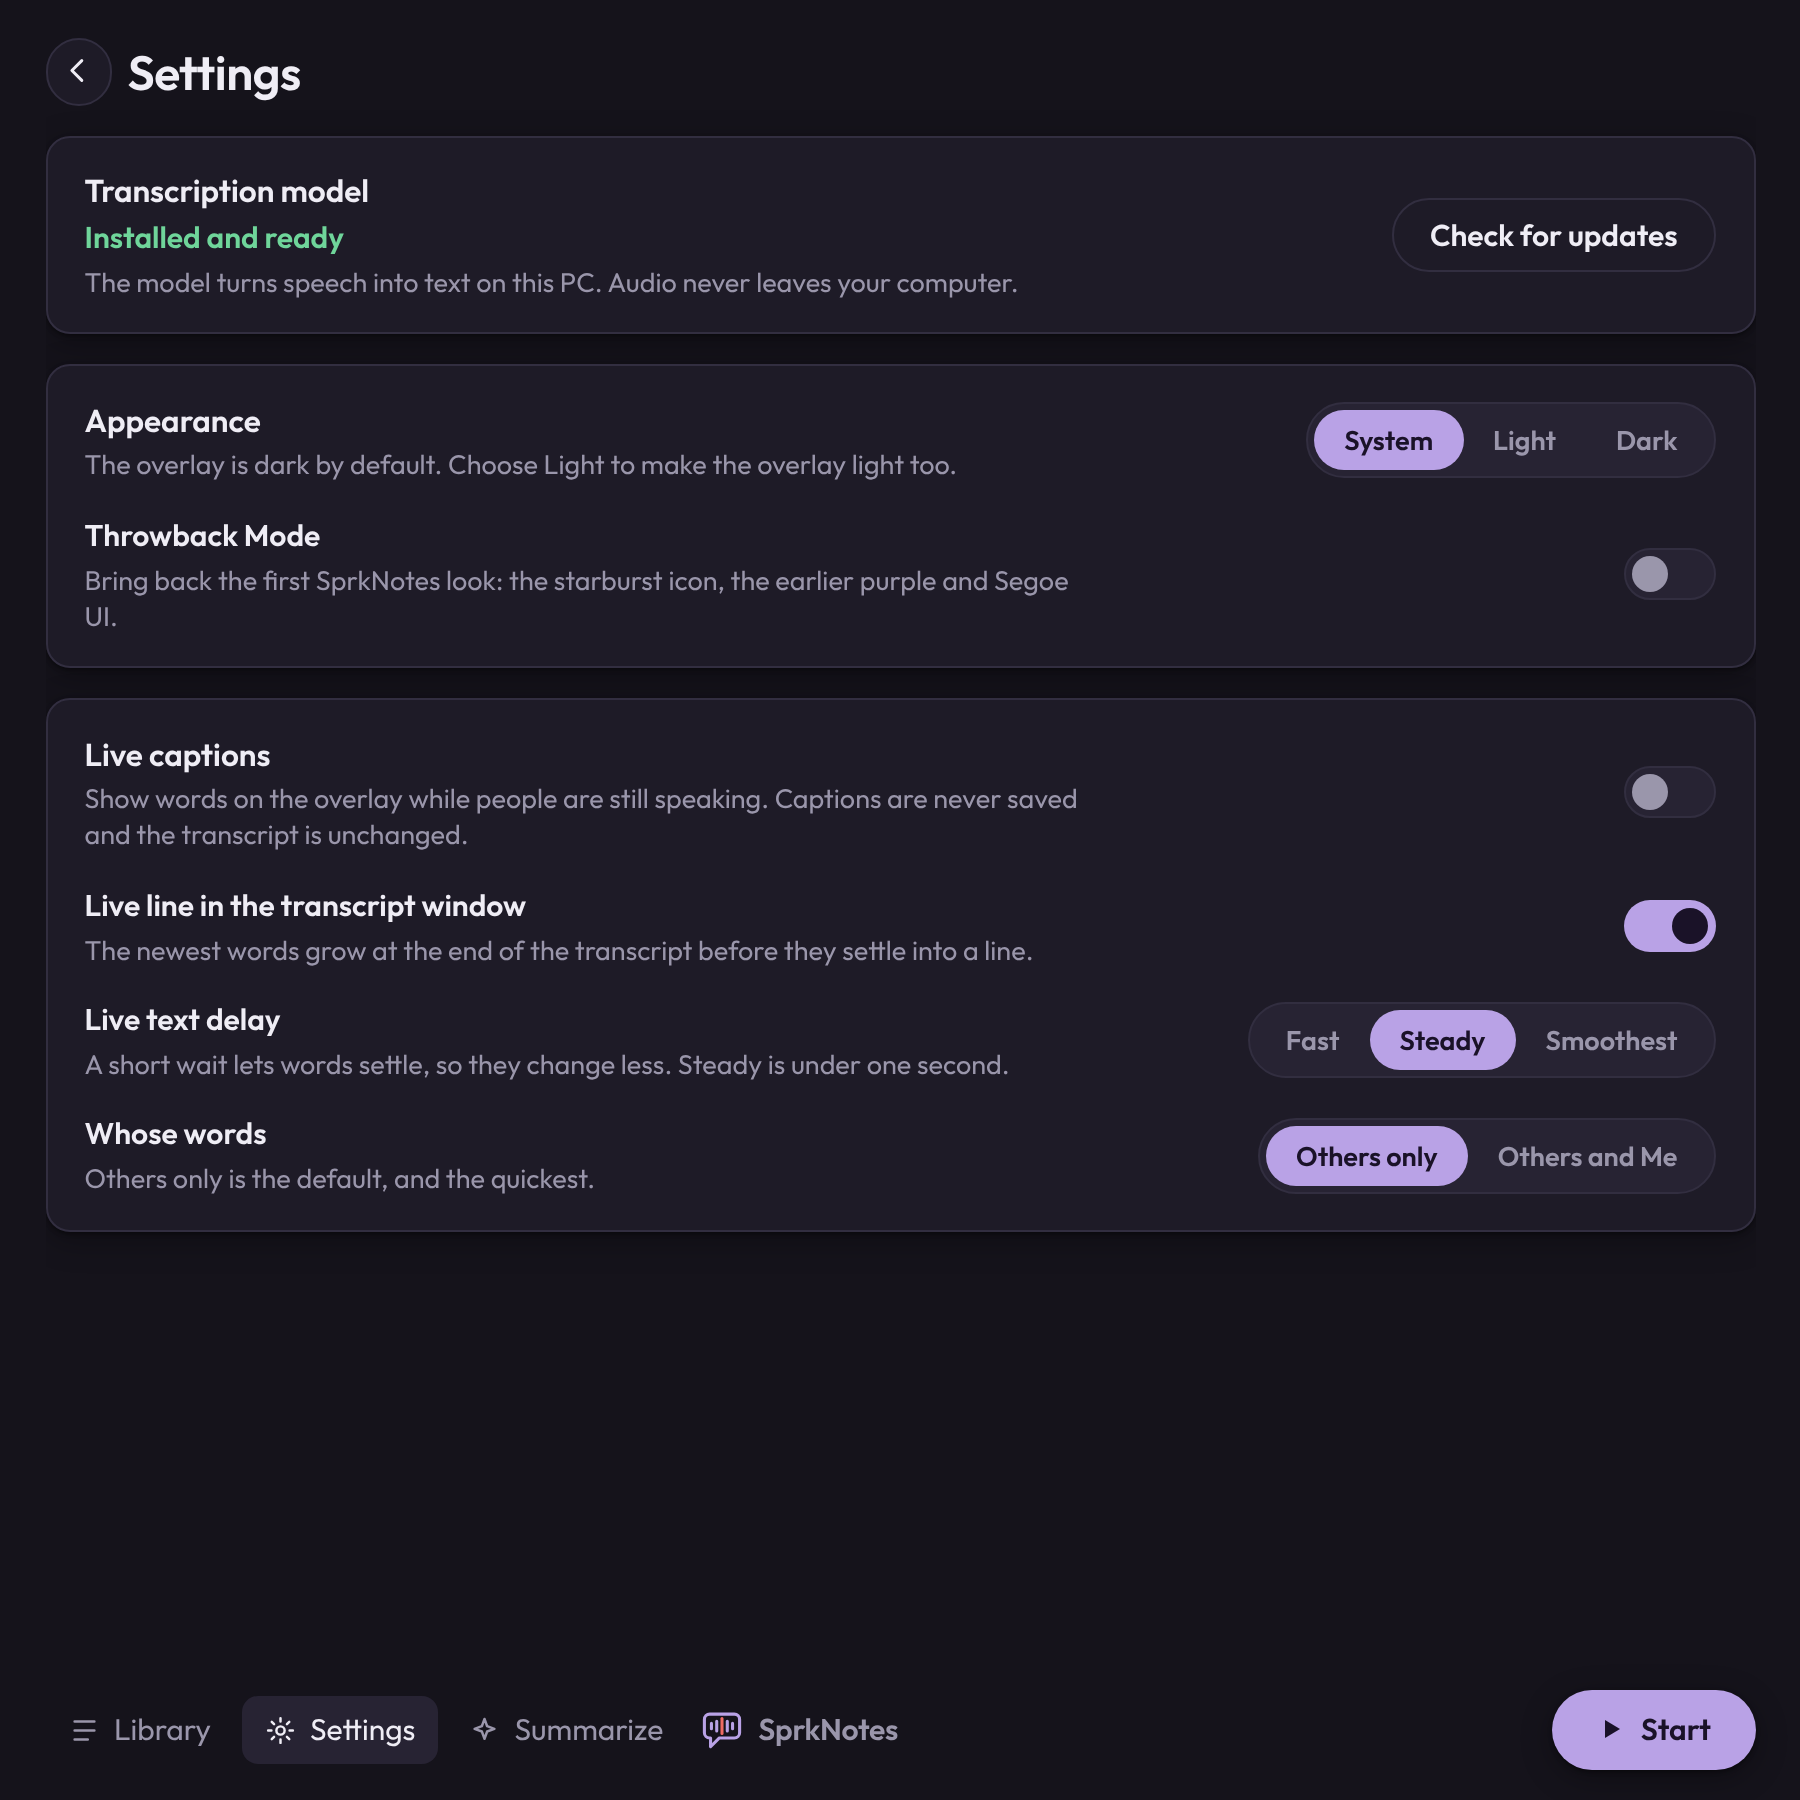 Settings
Transcription model
Installed and ready
The model turns speech into text on this PC. Audio never leaves your computer.
Check for updates
Appearance
The overlay is dark by default. Choose Light to make the overlay light too.
System Light Dark
Throwback Mode
Bring back the first SprkNotes look: the starburst icon, the earlier purple and Segoe
UI.
Live captions
Show words on the overlay while people are still speaking. Captions are never saved
and the transcript is unchanged.
Live line in the transcript window
The newest words grow at the end of the transcript before they settle into a line.
Live text delay
A short wait lets words settle, so they change less. Steady is under one second.
Fast Steady Smoothest
Whose words
Others only is the default, and the quickest.
Others only Others and Me
Library Settings Summarize SprkNotes Start